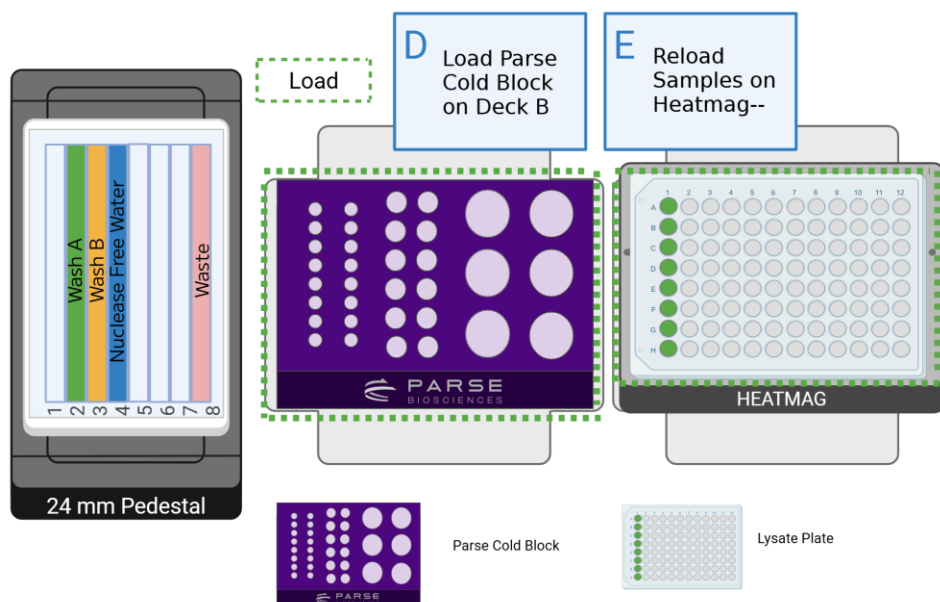 Load
D
Load Parse
Cold Block
on Deck B
E
Reload
Samples on
Heatmag--
Wash A
Wash B
Nuclease Free Water
Waste
1
2
3
4
5
6
7
8
24 mm Pedestal
PARSE
BIOSCIENCES
1 2 3 4 5 6 7 8 9 10 11 12
A
B
C
D
E
F
G
H
HEATMAG
PARSE
Parse Cold Block
Lysate Plate